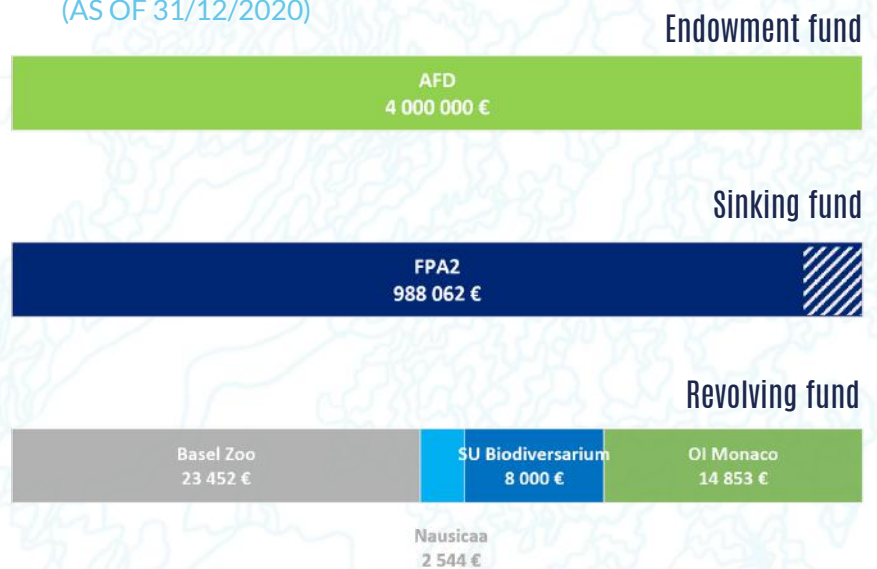 (AS OF 31/12/2020)
Endowment fund
AFD
4 000 000 €
Sinking fund
FPA2
988 062 €
Revolving fund
Basel Zoo
23 452 €
SU Biodiversarium
8 000 €
OI Monaco
14 853 €
Nausicaa
2 544 €